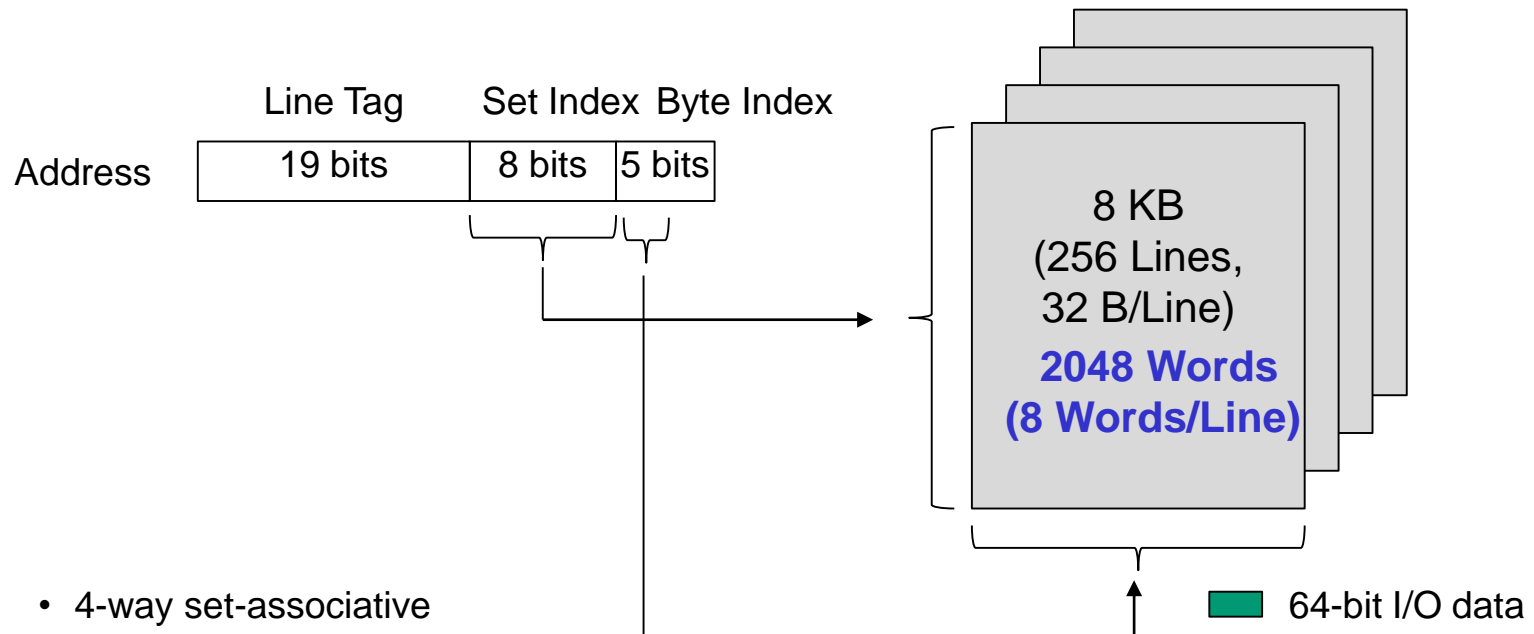 Line Tag Set Index Byte Index
Address 19 bits 8 bits 5 bits
8 KB
(256 Lines,
32 B/Line)
2048 Words
(8 Words/Line)
• 4-way set-associative
64-bit I/O data